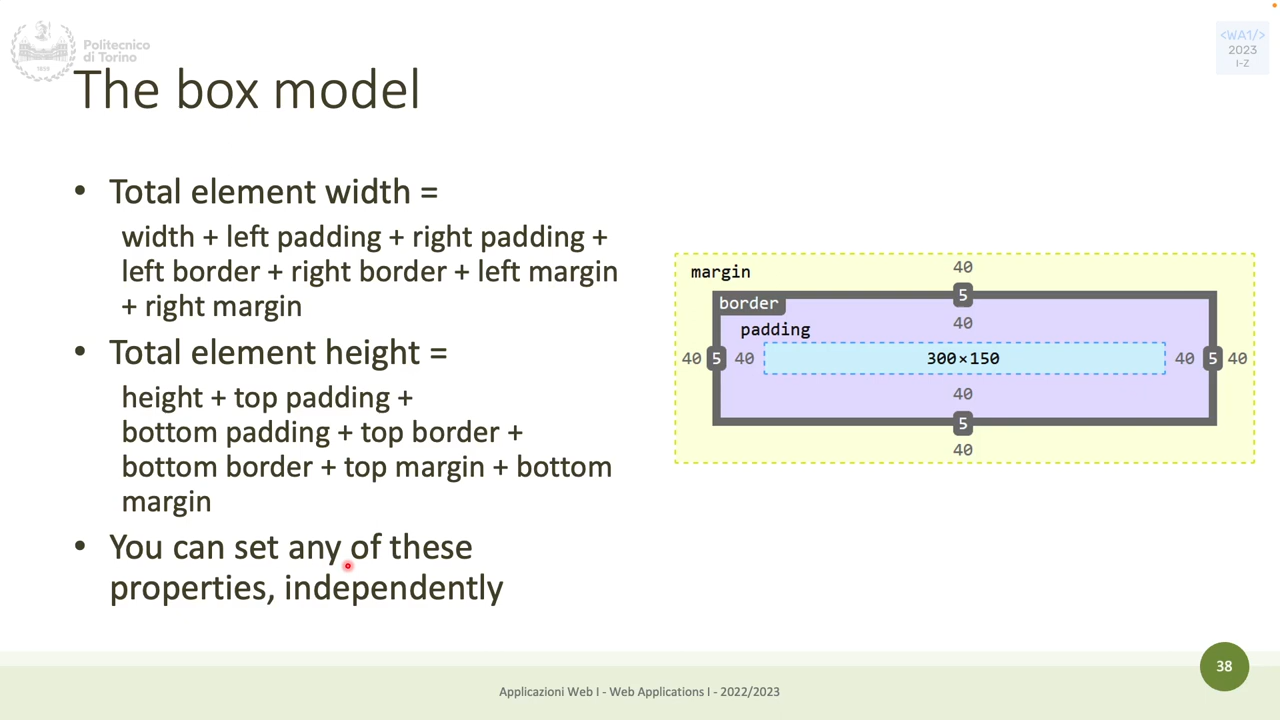 Politecnico
di Torino
1859
<WA1/>
2023
I-Z
The box model
• Total element width =
width + left padding + right padding +
left border + right border + left margin
+ right margin
• Total element height =
height + top padding +
bottom padding + top border +
bottom border + top margin + bottom
margin
• You can set any of these
properties, independently
margin 40
border 5
padding 40
40 5 40 300×150 40 5 40
40
5
40
38
Applicazioni Web I - Web Applications I - 2022/2023